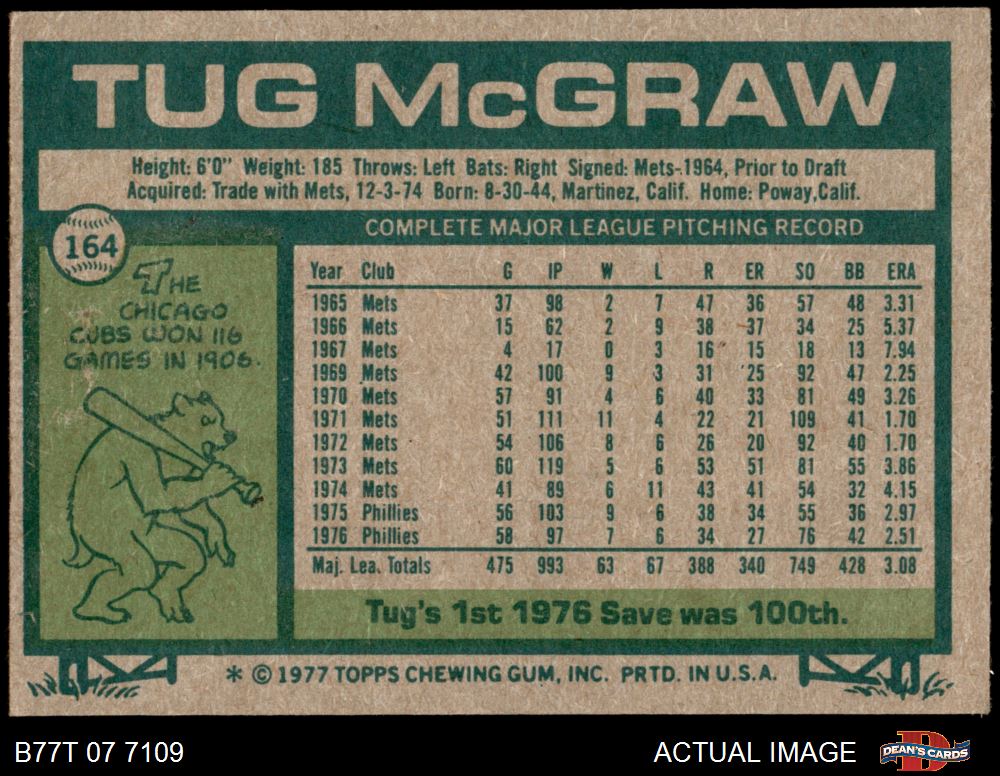 TUG McGRAW
Height: 6'0" Weight: 185 Throws: Left Bats: Right Signed: Mets-1964, Prior to Draft
Acquired: Trade with Mets, 12-3-74 Born: 8-30-44, Martinez, Calif. Home: Poway, Calif.
164
THE
CHICAGO
CUBS WON 116
GAMES IN 1906.
COMPLETE MAJOR LEAGUE PITCHING RECORD
Year Club G IP W L R ER SO BB ERA
1965 Mets 37 98 2 7 47 36 57 48 3.31
1966 Mets 15 62 2 9 38 37 34 25 5.37
1967 Mets 4 17 0 3 16 15 18 13 7.94
1969 Mets 42 100 9 3 31 25 92 47 2.25
1970 Mets 57 91 4 6 40 33 81 49 3.26
1971 Mets 51 111 11 4 22 21 109 41 1.70
1972 Mets 54 106 8 6 26 20 92 40 1.70
1973 Mets 60 119 5 6 53 51 81 55 3.86
1974 Mets 41 89 6 11 43 41 54 32 4.15
1975 Phillies 56 103 9 6 38 34 55 36 2.97
1976 Phillies 58 97 7 6 34 27 76 42 2.51
Maj. Lea. Totals 475 993 63 67 388 340 749 428 3.08
Tug's 1st 1976 Save was 100th.
* © 1977 TOPPS CHEWING GUM, INC. PRTD. IN U.S.A.
B77T 07 7109
ACTUAL IMAGE
DEAN'S CARDS